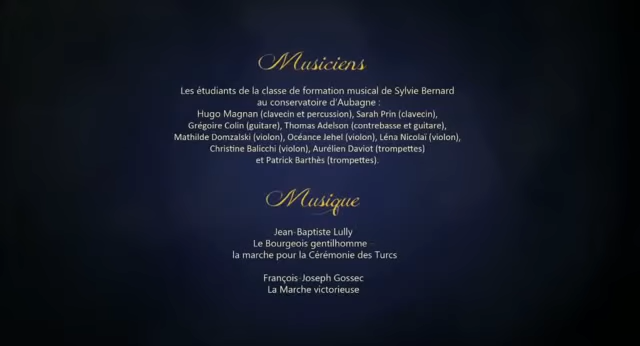 Musiciens
Les étudiants de la classe de formation musical de Sylvie Bernard
au conservatoire d'Aubagne :
Hugo Magnan (clavecin et percussion), Sarah Prin (clavecin),
Grégoire Colin (guitare), Thomas Adelson (contrebasse et guitare),
Mathilde Domzalski (violon), Océance Jehel (violon), Léna Nicolaï (violon),
Christine Balicchi (violon), Aurélien Daviot (trompettes)
et Patrick Barthès (trompettes).
Musique
Jean-Baptiste Lully
Le Bourgeois gentilhomme
la marche pour la Cérémonie des Turcs
François-Joseph Gossec
La Marche victorieuse